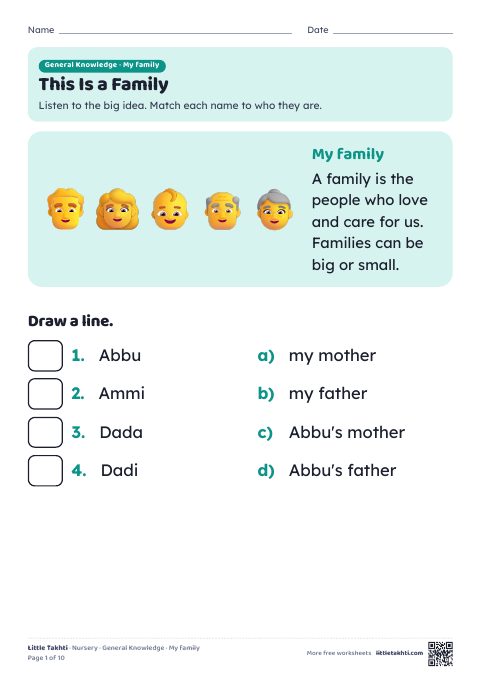 Name
Date
General Knowledge · My family
This Is a Family
Listen to the big idea. Match each name to who they are.
My family
A family is the
people who love
and care for us.
Families can be
big or small.
Draw a line.
1. Abbu
a) my mother
2. Ammi
b) my father
3. Dada
c) Abbu's mother
4. Dadi
d) Abbu's father
Little Takhti · Nursery · General Knowledge · My family
Page 1 of 10
More free worksheets littletakhti.com